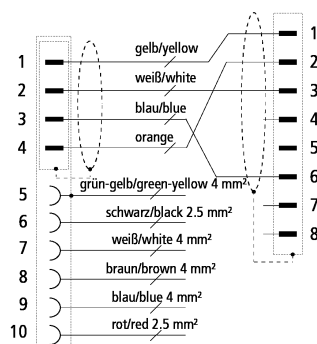 gelb/yellow
weiß/white
blau/blue
orange
grün-gelb/green-yellow 4 mm²
schwarz/black 2.5 mm²
weiß/white 4 mm²
braun/brown 4 mm²
blau/blue 4 mm²
rot/red 2.5 mm²
1
2
3
4
5
6
7
8
9
10
1
2
3
4
5
6
7
8